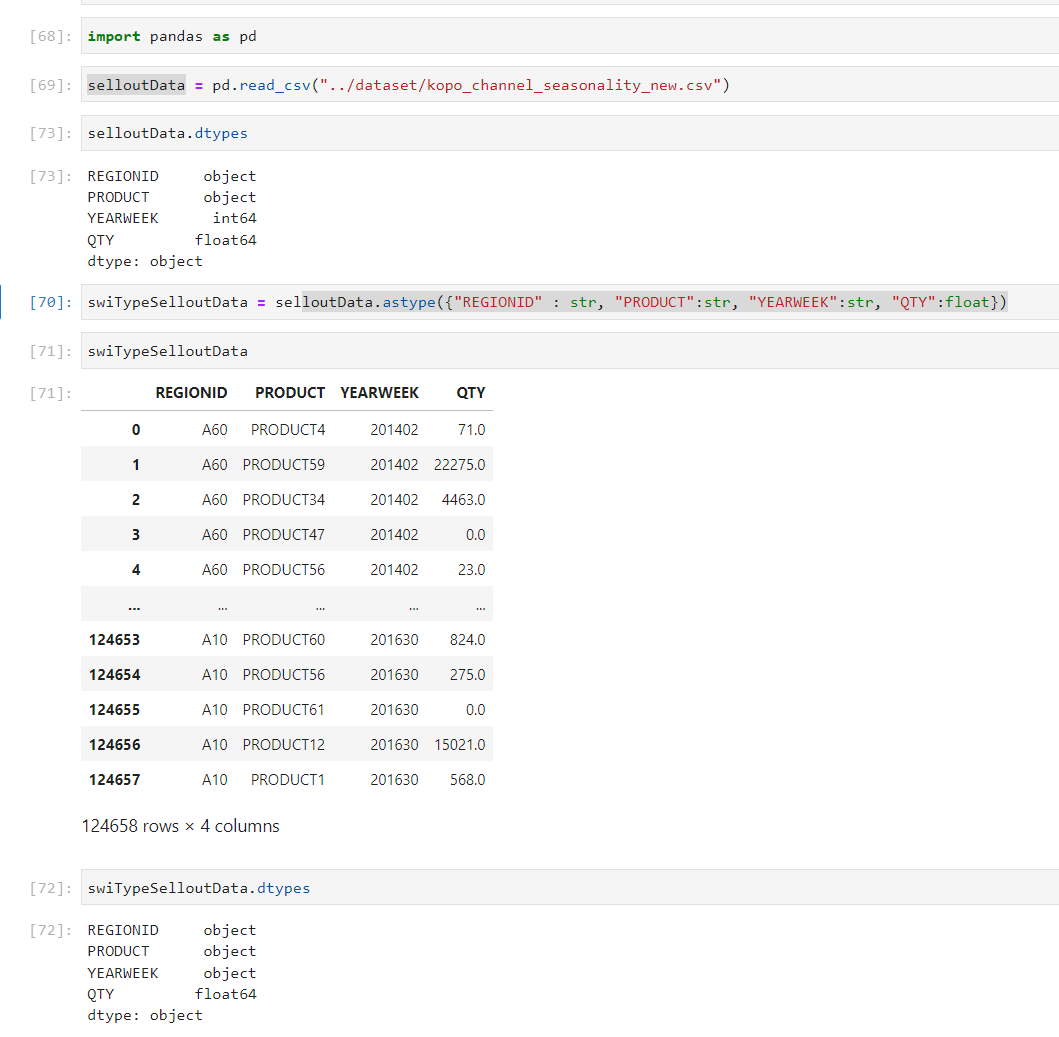 [68]: import pandas as pd
[69]: selloutData = pd.read_csv("../dataset/kopo_channel_seasonality_new.csv")
[73]: selloutData.dtypes
[73]: REGIONID object
PRODUCT object
YEARWEEK int64
QTY float64
dtype: object
[70]: swiTypeSelloutData = selloutData.astype({"REGIONID" : str, "PRODUCT":str, "YEARWEEK":str, "QTY":float})
[71]: swiTypeSelloutData
[71]: REGIONID PRODUCT YEARWEEK QTY
0 A60 PRODUCT4 201402 71.0
1 A60 PRODUCT59 201402 22275.0
2 A60 PRODUCT34 201402 4463.0
3 A60 PRODUCT47 201402 0.0
4 A60 PRODUCT56 201402 23.0
... ... ... ... ...
124653 A10 PRODUCT60 201630 824.0
124654 A10 PRODUCT56 201630 275.0
124655 A10 PRODUCT61 201630 0.0
124656 A10 PRODUCT12 201630 15021.0
124657 A10 PRODUCT1 201630 568.0
124658 rows × 4 columns
[72]: swiTypeSelloutData.dtypes
[72]: REGIONID object
PRODUCT object
YEARWEEK object
QTY float64
dtype: object